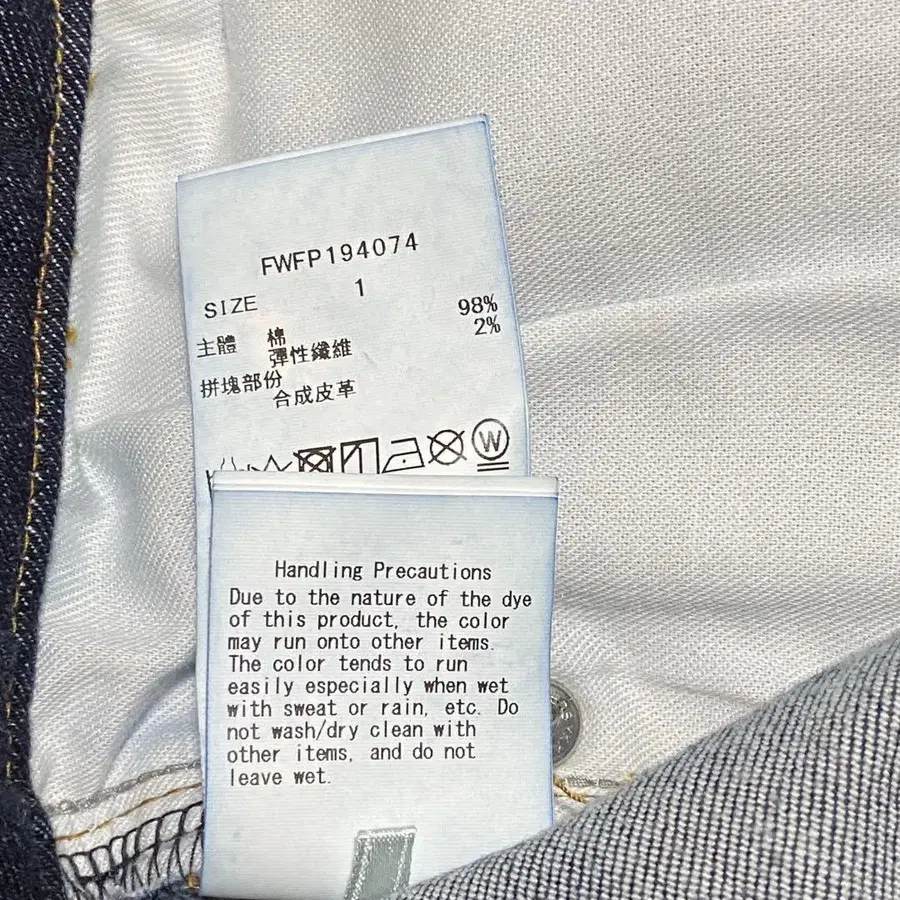 FWFP194074
SIZE 1
主體 棉 98%
彈性纖維 2%
拼塊部份
合成皮革
W
Handling Precautions
Due to the nature of the dye
of this product, the color
may run onto other items.
The color tends to run
easily especially when wet
with sweat or rain, etc. Do
not wash/dry clean with
other items, and do not
leave wet.